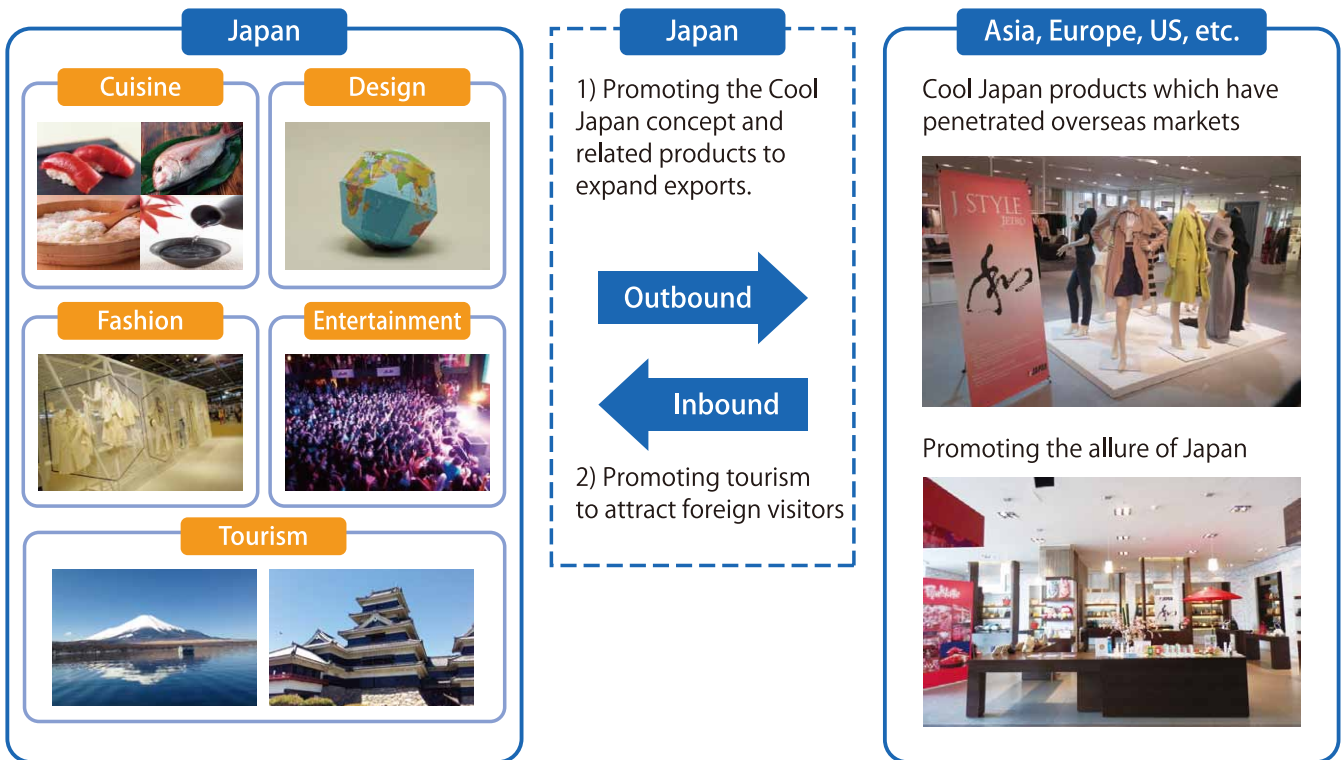 Japan
Cuisine
Design
Fashion
Entertainment
Tourism
Japan
1) Promoting the Cool
Japan concept and
related products to
expand exports.
Outbound
Inbound
2) Promoting tourism
to attract foreign visitors
Asia, Europe, US, etc.
Cool Japan products which have
penetrated overseas markets
J STYLE
JETRO
Promoting the allure of Japan